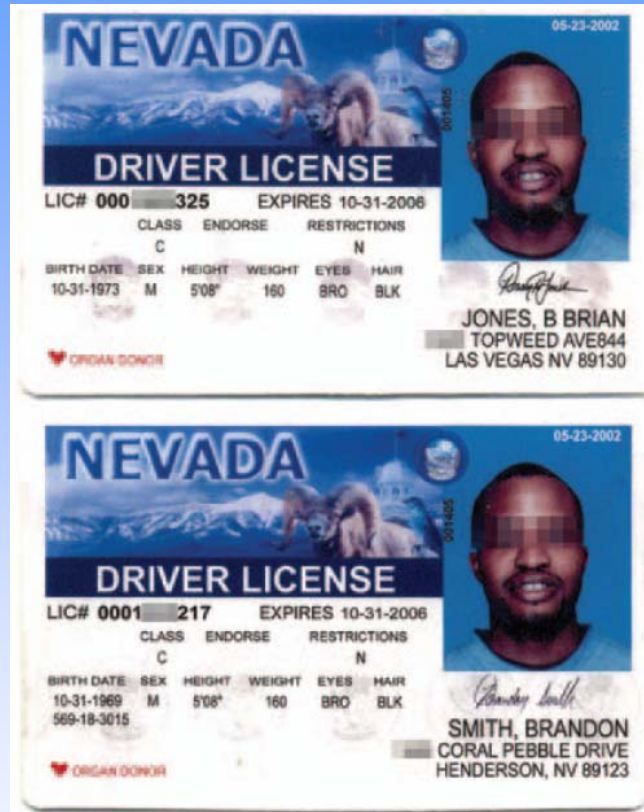 NEVADA
05-23-2002
001405
DRIVER LICENSE
LIC# 000 325 EXPIRES 10-31-2006
CLASS ENDORSE RESTRICTIONS
C N
BIRTH DATE SEX HEIGHT WEIGHT EYES HAIR
10-31-1973 M 5'08" 160 BRO BLK
JONES, B BRIAN
TOPWEED AVE844
LAS VEGAS NV 89130
ORGAN DONOR
NEVADA
05-23-2002
001405
DRIVER LICENSE
LIC# 0001 217 EXPIRES 10-31-2006
CLASS ENDORSE RESTRICTIONS
C N
BIRTH DATE SEX HEIGHT WEIGHT EYES HAIR
10-31-1969 M 5'08" 160 BRO BLK
569-18-3015
SMITH, BRANDON
CORAL PEBBLE DRIVE
HENDERSON, NV 89123
ORGAN DONOR